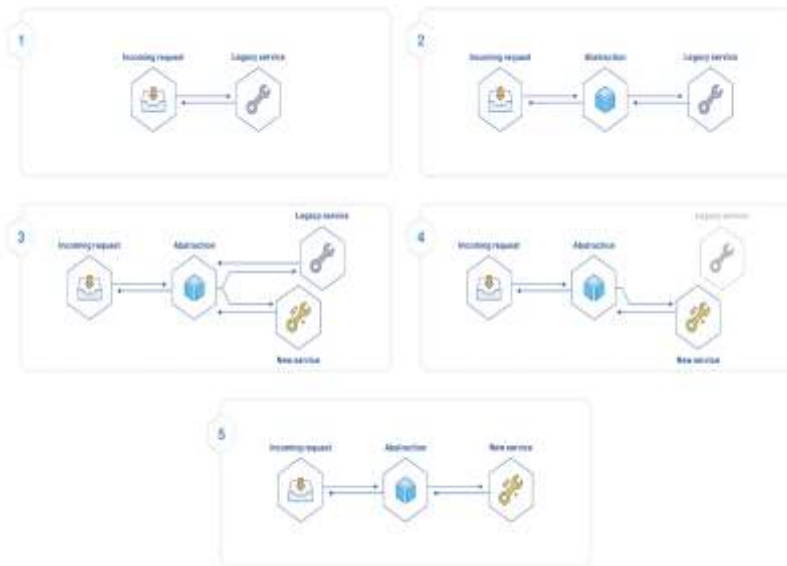 1
Incoming request
Legacy service
2
Incoming request
Abstraction
Legacy service
3
Incoming request
Abstraction
Legacy service
New service
4
Incoming request
Abstraction
Legacy service
New service
5
Incoming request
Abstraction
New service